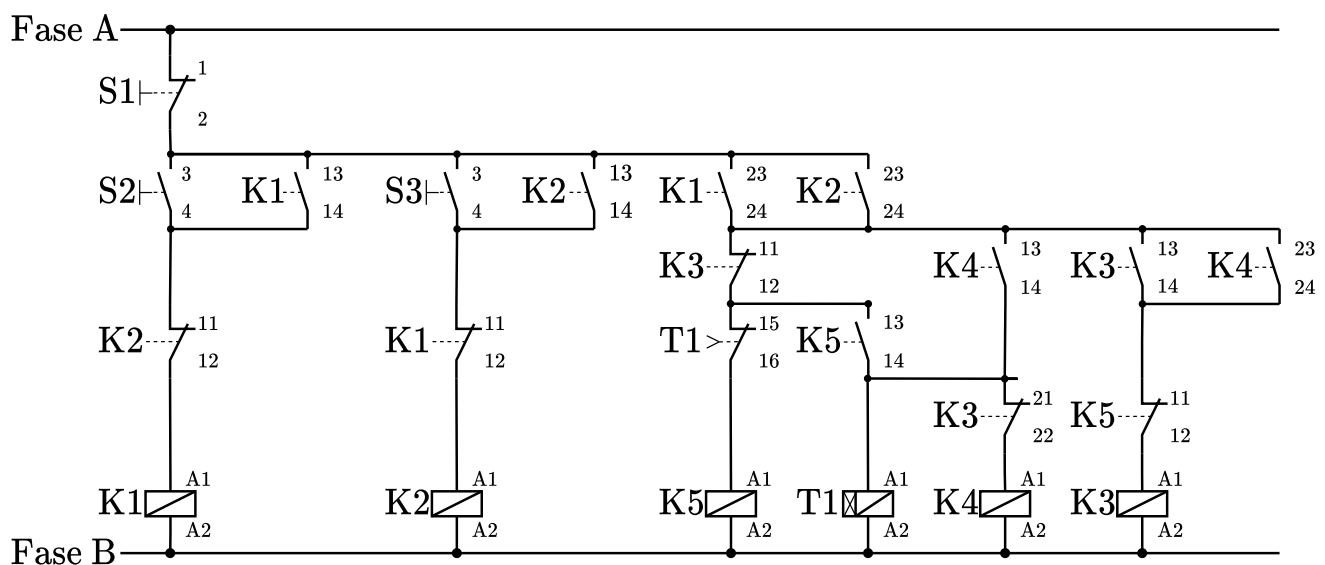 Fase A
1
S1
2
3 13 3 13 23 23
S2 K1 S3 K2 K1 K2
4 14 4 14 24 24
11 13 13 23
K3 K4 K3 K4
12 14 14 24
11 11 15 13
K2 K1 T1 K5
12 12 16 14
21 11
K3 K5
22 12
A1 A1 A1 A1 A1 A1
K1 K2 K5 T1 K4 K3
A2 A2 A2 A2 A2 A2
Fase B